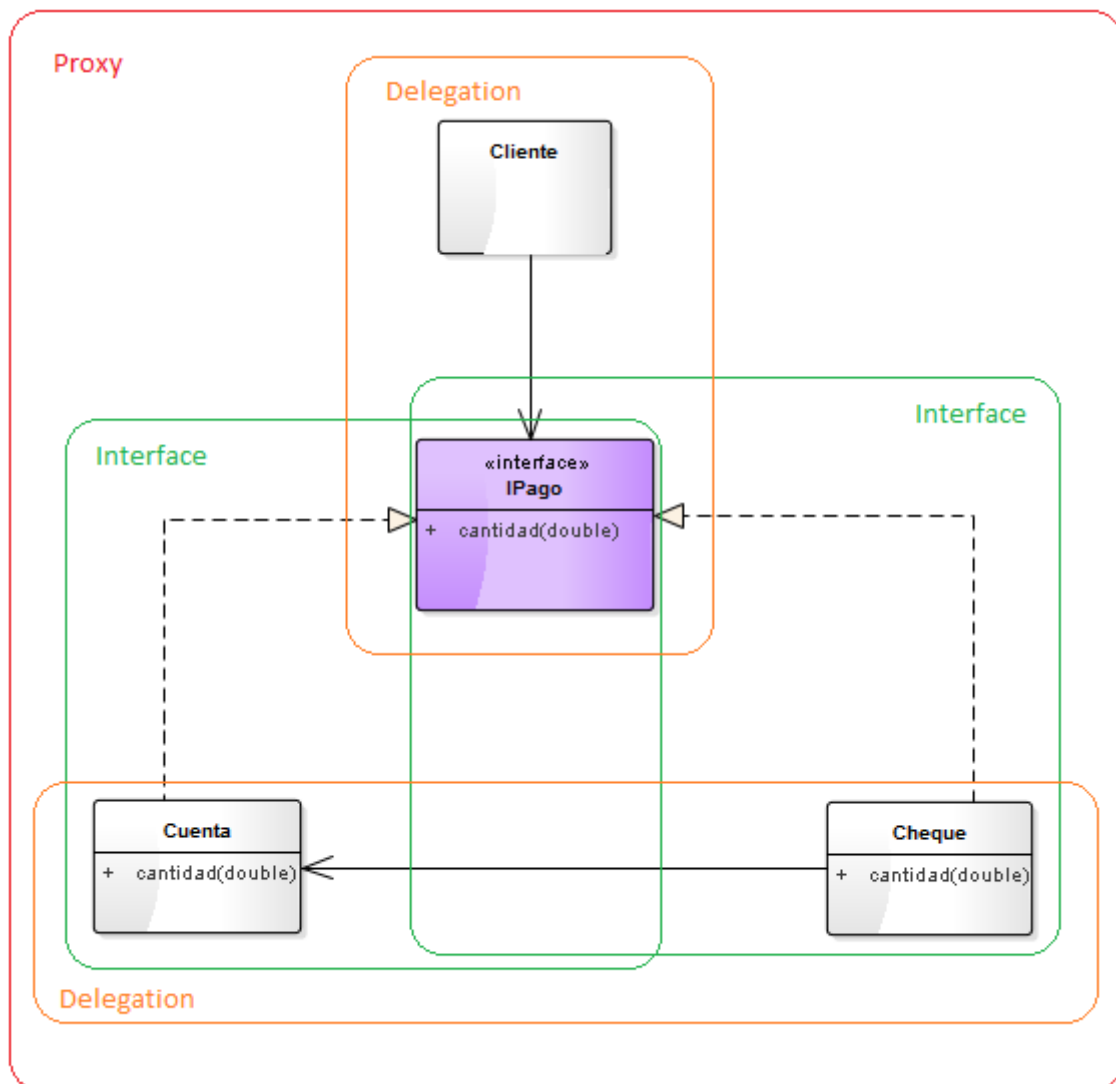 Proxy
Delegation
Cliente
Interface
Interface
«interface»
IPago
+ cantidad(double)
Cuenta
+ cantidad(double)
Cheque
+ cantidad(double)
Delegation